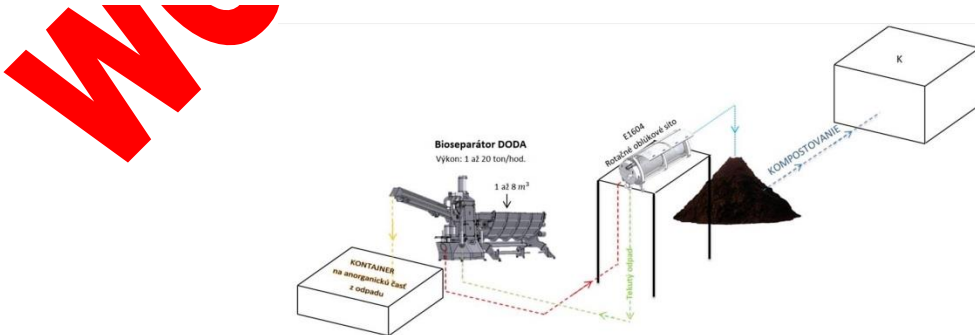 K
E1604
Rotačné oblúkové síto
Bioseparátor DODA
Výkon: 1 až 20 ton/hod.
1 až 8 m³
KOMPOSTOVANIE
KONTAJNER
na anorganickú časť
z odpadu
Tekutý odpad